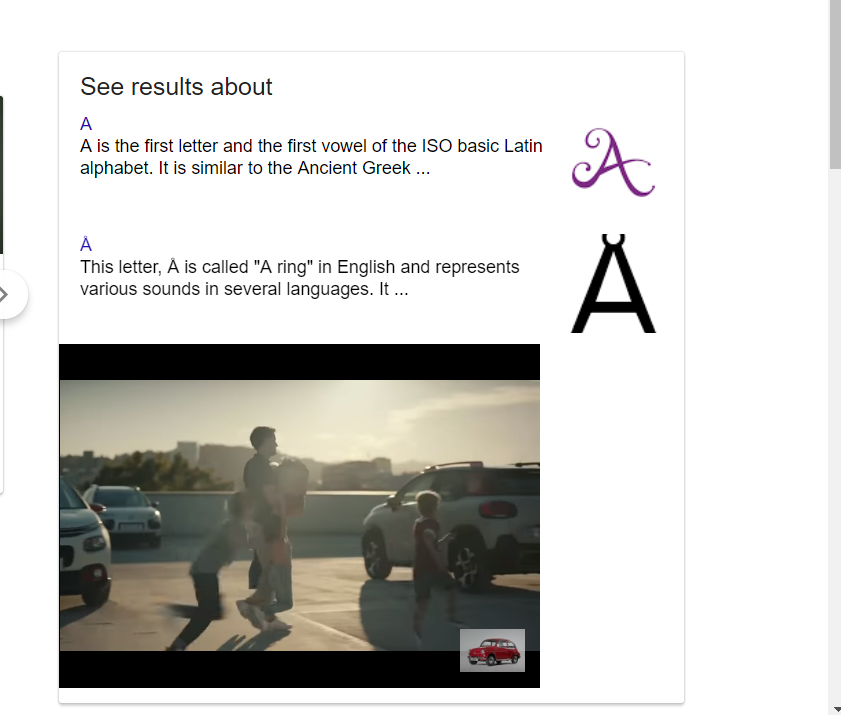 See results about
A
A is the first letter and the first vowel of the ISO basic Latin
alphabet. It is similar to the Ancient Greek ...
Å
This letter, Å is called "A ring" in English and represents
various sounds in several languages. It ...